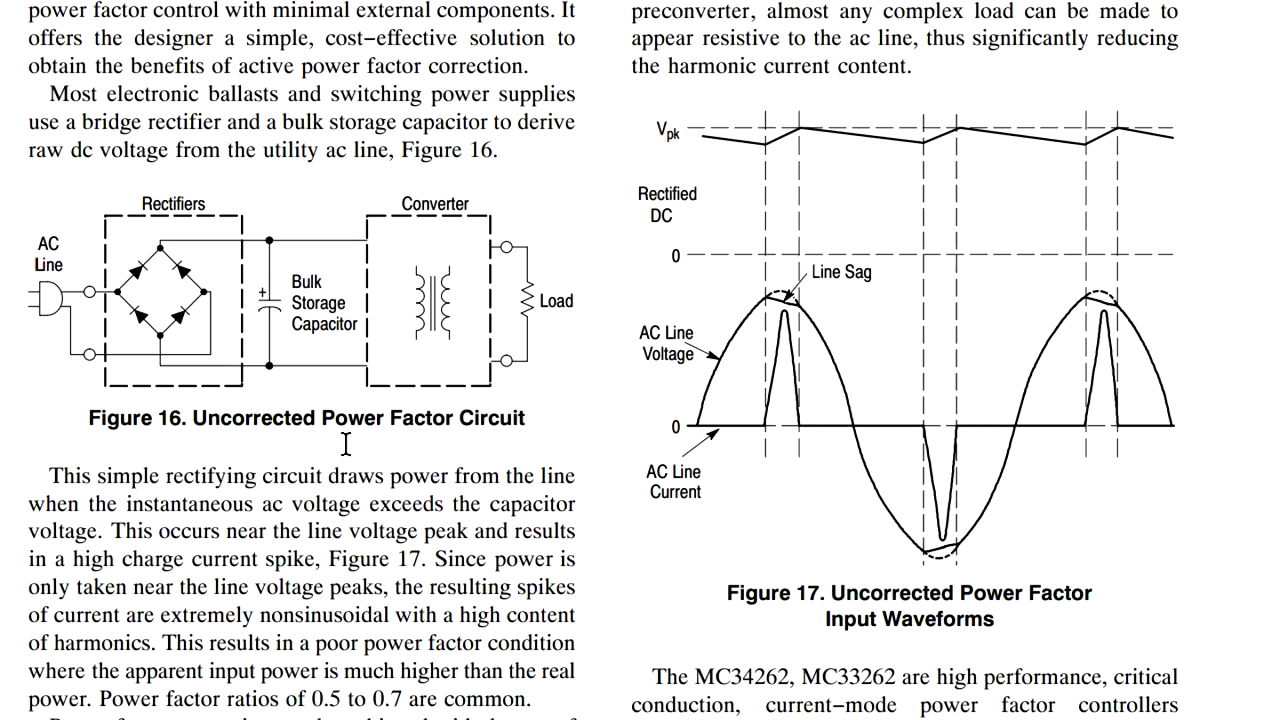 power factor control with minimal external components. It
offers the designer a simple, cost−effective solution to
obtain the benefits of active power factor correction.
Most electronic ballasts and switching power supplies
use a bridge rectifier and a bulk storage capacitor to derive
raw dc voltage from the utility ac line, Figure 16.
Rectifiers
Converter
AC
Line
+
Bulk
Storage
Capacitor
Load
Figure 16. Uncorrected Power Factor Circuit
This simple rectifying circuit draws power from the line
when the instantaneous ac voltage exceeds the capacitor
voltage. This occurs near the line voltage peak and results
in a high charge current spike, Figure 17. Since power is
only taken near the line voltage peaks, the resulting spikes
of current are extremely nonsinusoidal with a high content
of harmonics. This results in a poor power factor condition
where the apparent input power is much higher than the real
power. Power factor ratios of 0.5 to 0.7 are common.
preconverter, almost any complex load can be made to
appear resistive to the ac line, thus significantly reducing
the harmonic current content.
Vpk
Rectified
DC
0
Line Sag
AC Line
Voltage
0
AC Line
Current
Figure 17. Uncorrected Power Factor
Input Waveforms
The MC34262, MC33262 are high performance, critical
conduction, current−mode power factor controllers